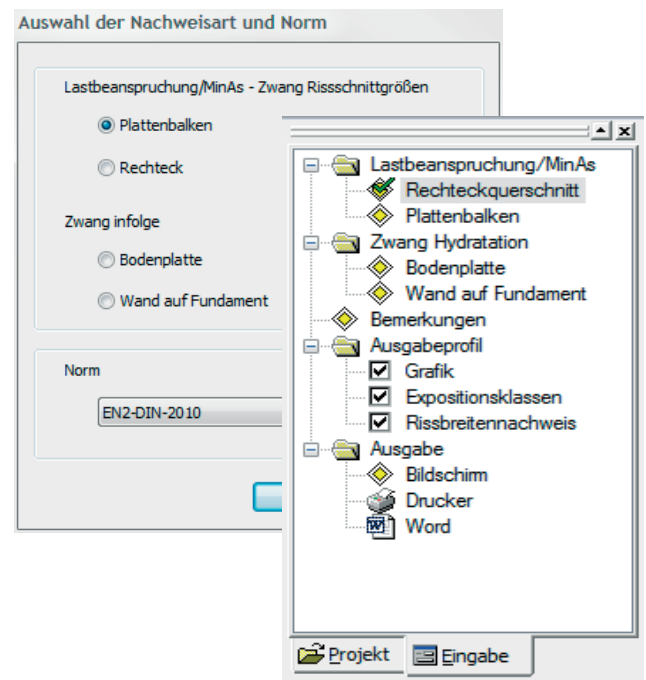 Auswahl der Nachweisart und Norm
Lastbeanspruchung/MinAs - Zwang Rissschnittgrößen
Plattenbalken
Rechteck
Zwang infolge
Bodenplatte
Wand auf Fundament
Norm
EN2-DIN-2010
Lastbeanspruchung/MinAs
Rechteckquerschnitt
Plattenbalken
Zwang Hydratation
Bodenplatte
Wand auf Fundament
Bemerkungen
Ausgabeprofil
Grafik
Expositionsklassen
Rissbreitennachweis
Ausgabe
Bildschirm
Drucker
Word
Projekt Eingabe